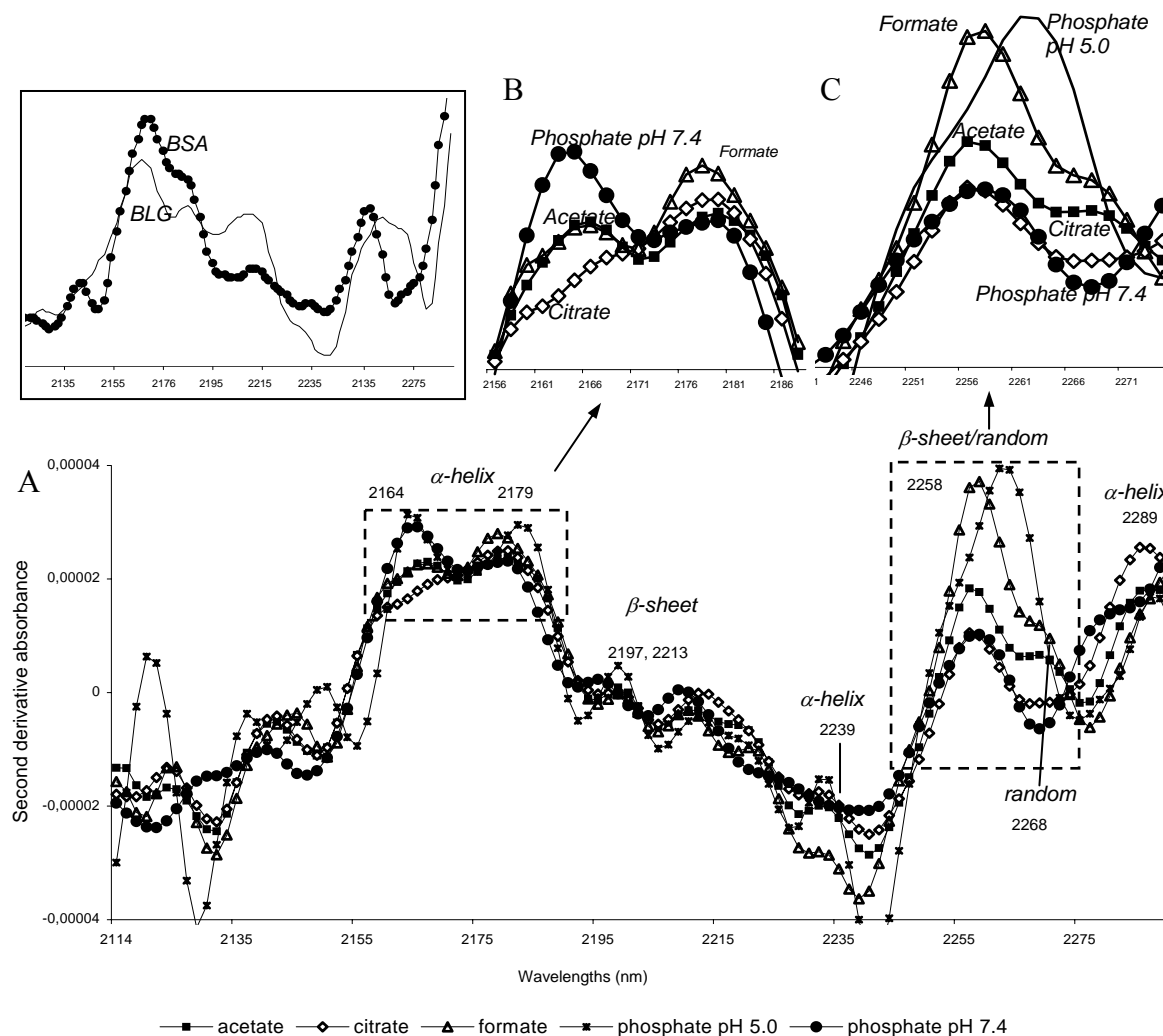 BSA
BLG
2135 2155 2176 2195 2215 2235 2135 2275
B
Phosphate pH 7.4
Formate
Acetate
Citrate
2156 2161 2166 2171 2176 2181 2186
C
Formate
Phosphate
pH 5.0
Acetate
Citrate
Phosphate pH 7.4
1 2246 2251 2256 2261 2266 2271
A
Second derivative absorbance
0,00004
0,00002
0
-0,00002
-0,00004
α-helix
2164 2179
β-sheet
2197, 2213
α-helix
2239
β-sheet/random
2258
α-helix
2289
random
2268
2114 2135 2155 2175 2195 2215 2235 2255 2275
Wavelengths (nm)
acetate citrate formate phosphate pH 5.0 phosphate pH 7.4